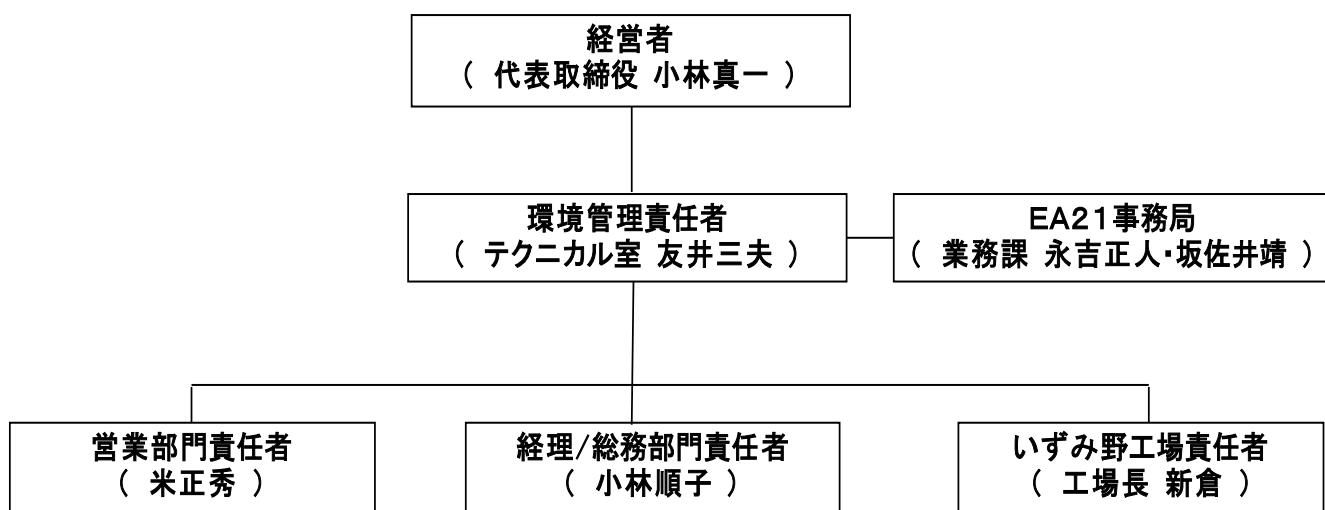 経営者
（ 代表取締役 小林真一 ）
環境管理責任者
（ テクニカル室 友井三夫 ）
EA21事務局
（ 業務課 永吉正人・坂佐井靖 ）
営業部門責任者
（ 米正秀 ）
経理/総務部門責任者
（ 小林順子 ）
いずみ野工場責任者
（ 工場長 新倉 ）